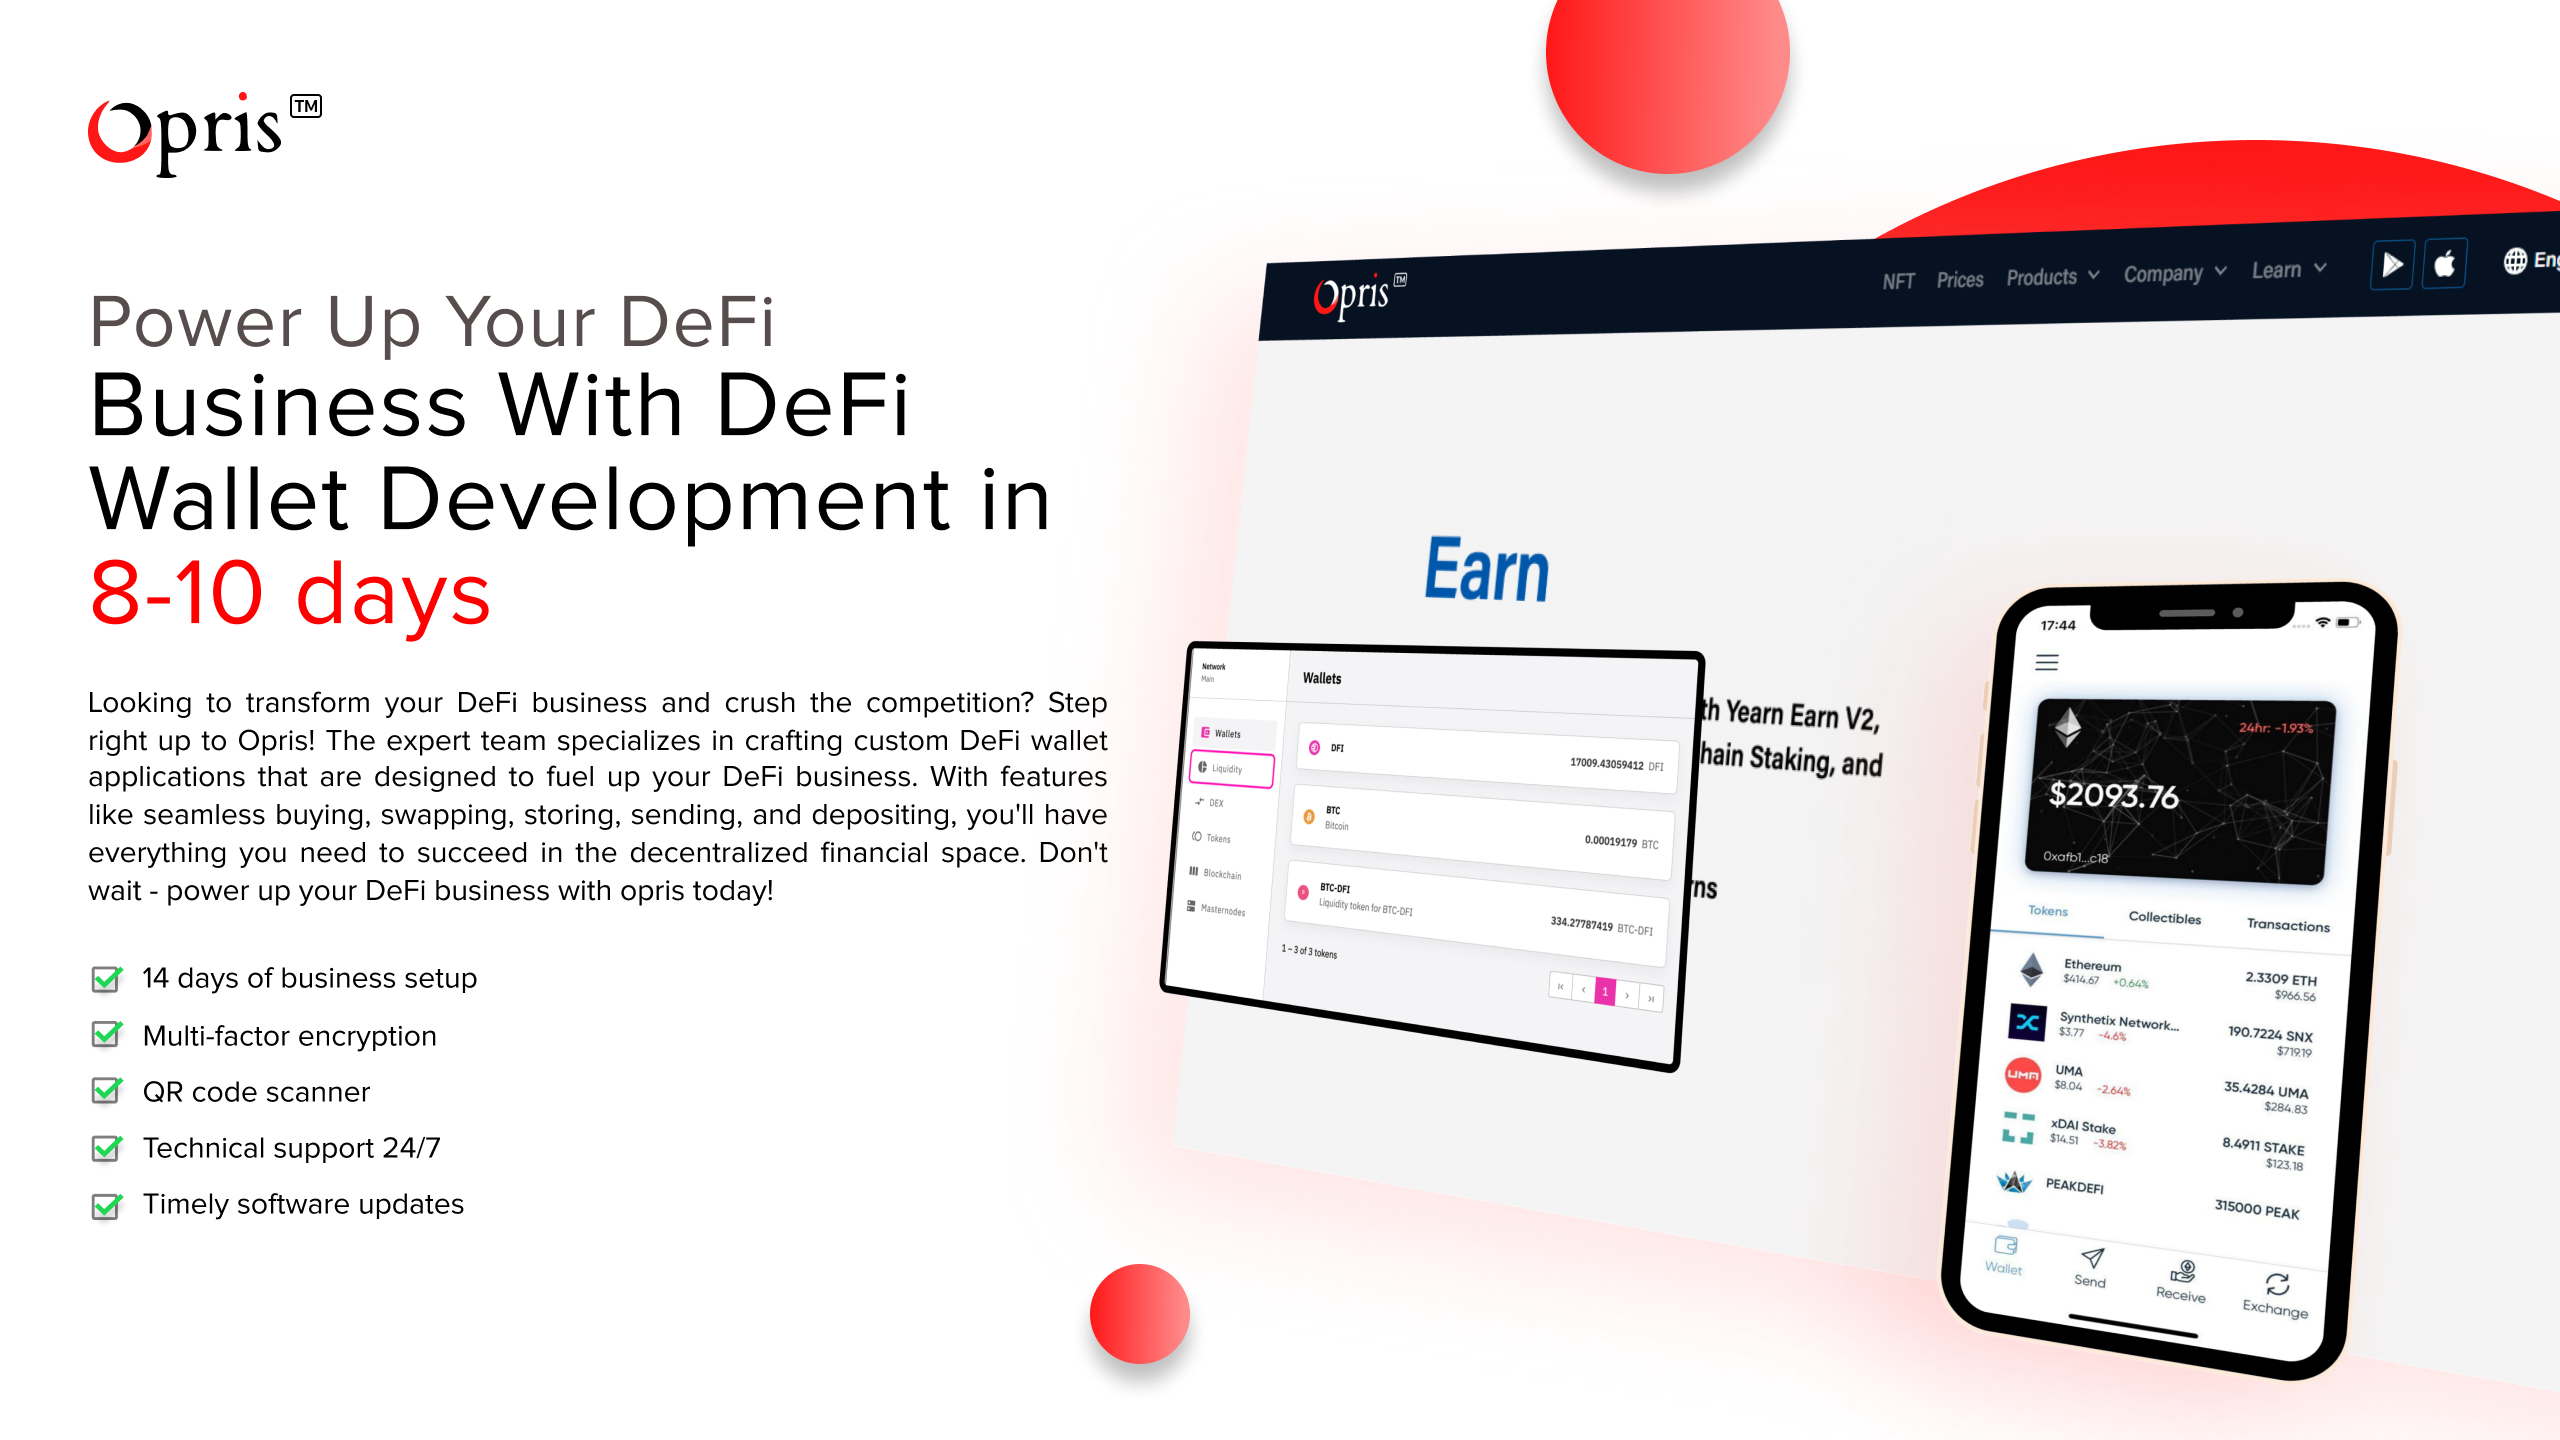 Opris TM
Power Up Your DeFi
Business With DeFi
Wallet Development in
8-10 days
Looking to transform your DeFi business and crush the competition? Step
right up to Opris! The expert team specializes in crafting custom DeFi wallet
applications that are designed to fuel up your DeFi business. With features
like seamless buying, swapping, storing, sending, and depositing, you'll have
everything you need to succeed in the decentralized financial space. Don't
wait - power up your DeFi business with opris today!
14 days of business setup
Multi-factor encryption
QR code scanner
Technical support 24/7
Timely software updates
Opris TM
NFT Prices Products Company Learn Eng
Earn
th Yearn Earn V2,
hain Staking, and
rns
Network
Main
Wallets
Liquidity
DEX
Tokens
Blockchain
Masternodes
Wallets
DFI
17009.43059412 DFI
BTC
Bitcoin
0.00019179 BTC
BTC-DFI
Liquidity token for BTC-DFI
334.27787419 BTC-DFI
1 – 3 of 3 tokens
1
17:44
24hr: -1.93%
$2093.76
0xafb1...c18
Tokens Collectibles Transactions
Ethereum
$414.67 +0.64%
2.3309 ETH
$966.56
Synthetix Network...
$3.77 -4.6%
190.7224 SNX
$719.19
UMA
UMA
$8.04 -2.64%
35.4284 UMA
$284.83
xDAI Stake
$14.51 -3.82%
8.4911 STAKE
$123.18
PEAKDEFI
315000 PEAK
Wallet Send Receive Exchange